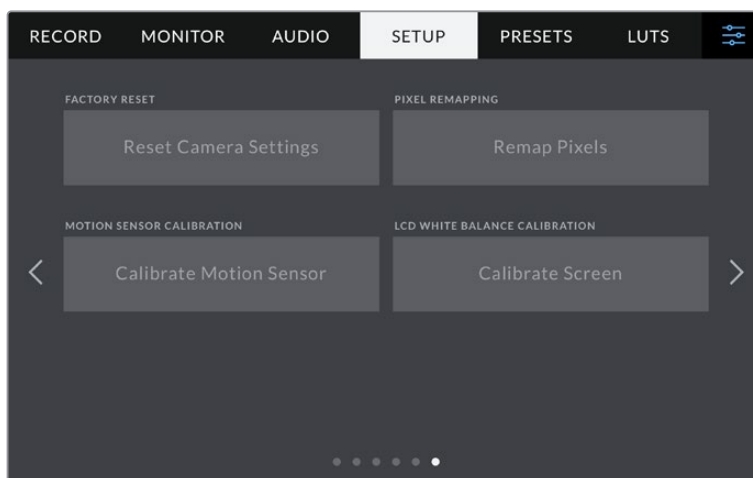 RECORD MONITOR AUDIO SETUP PRESETS LUTS
FACTORY RESET
Reset Camera Settings
PIXEL REMAPPING
Remap Pixels
MOTION SENSOR CALIBRATION
Calibrate Motion Sensor
LCD WHITE BALANCE CALIBRATION
Calibrate Screen